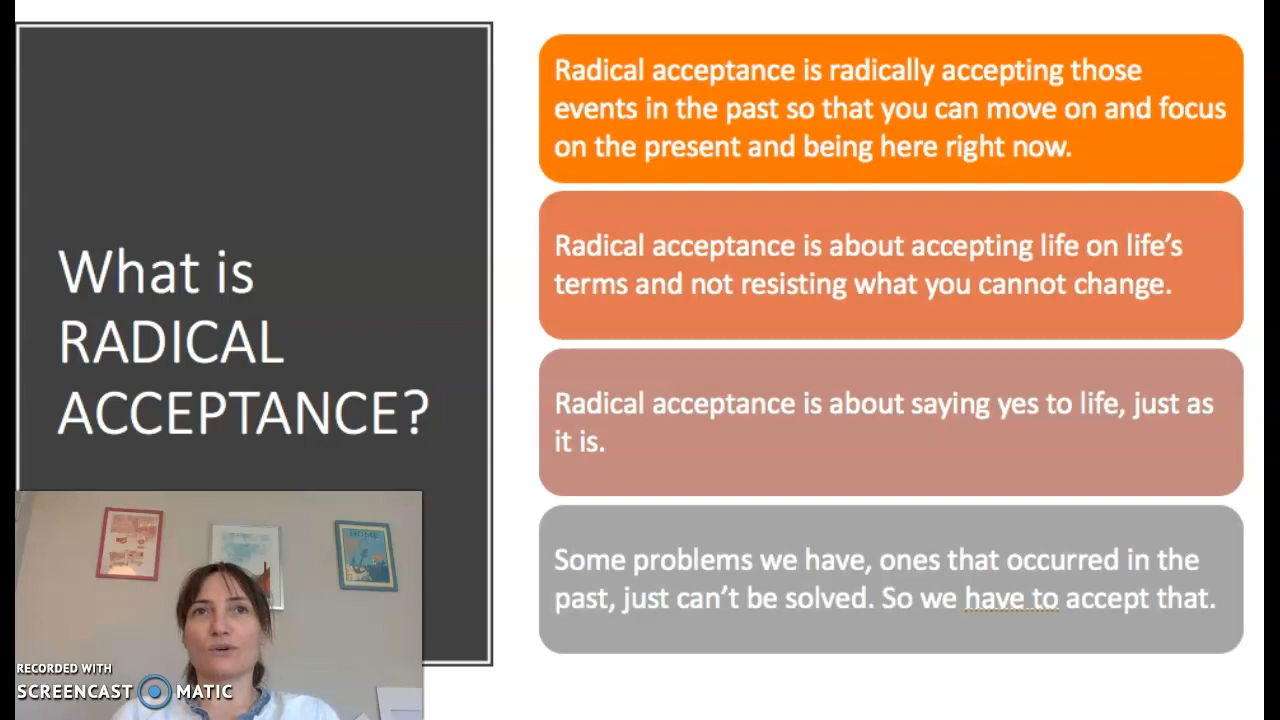 What is
RADICAL
ACCEPTANCE?
Radical acceptance is radically accepting those
events in the past so that you can move on and focus
on the present and being here right now.
Radical acceptance is about accepting life on life’s
terms and not resisting what you cannot change.
Radical acceptance is about saying yes to life, just as
it is.
Some problems we have, ones that occurred in the
past, just can’t be solved. So we have to accept that.
HOME
RECORDED WITH
SCREENCAST MATIC